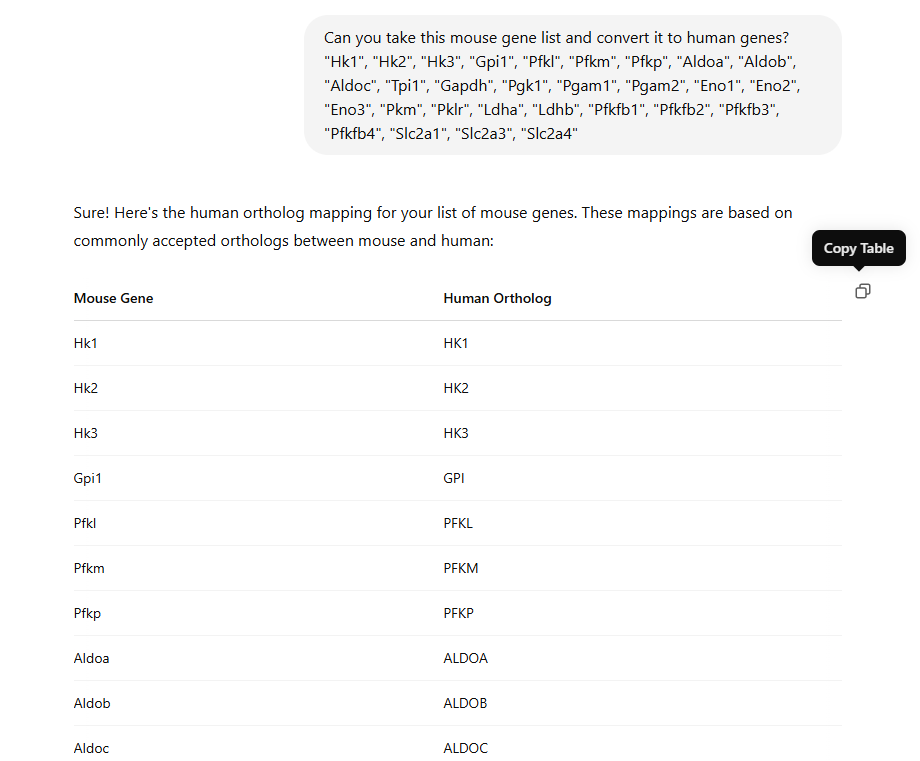 Can you take this mouse gene list and convert it to human genes?
"Hk1", "Hk2", "Hk3", "Gpi1", "Pfkl", "Pfkm", "Pfkp", "Aldoa", "Aldob",
"Aldoc", "Tpi1", "Gapdh", "Pgk1", "Pgam1", "Pgam2", "Eno1", "Eno2",
"Eno3", "Pkm", "Pklr", "Ldha", "Ldhb", "Pfkfb1", "Pfkfb2", "Pfkfb3",
"Pfkfb4", "Slc2a1", "Slc2a3", "Slc2a4"
Sure! Here's the human ortholog mapping for your list of mouse genes. These mappings are based on
commonly accepted orthologs between mouse and human:
Copy Table
Mouse Gene Human Ortholog
Hk1 HK1
Hk2 HK2
Hk3 HK3
Gpi1 GPI
Pfkl PFKL
Pfkm PFKM
Pfkp PFKP
Aldoa ALDOA
Aldob ALDOB
Aldoc ALDOC